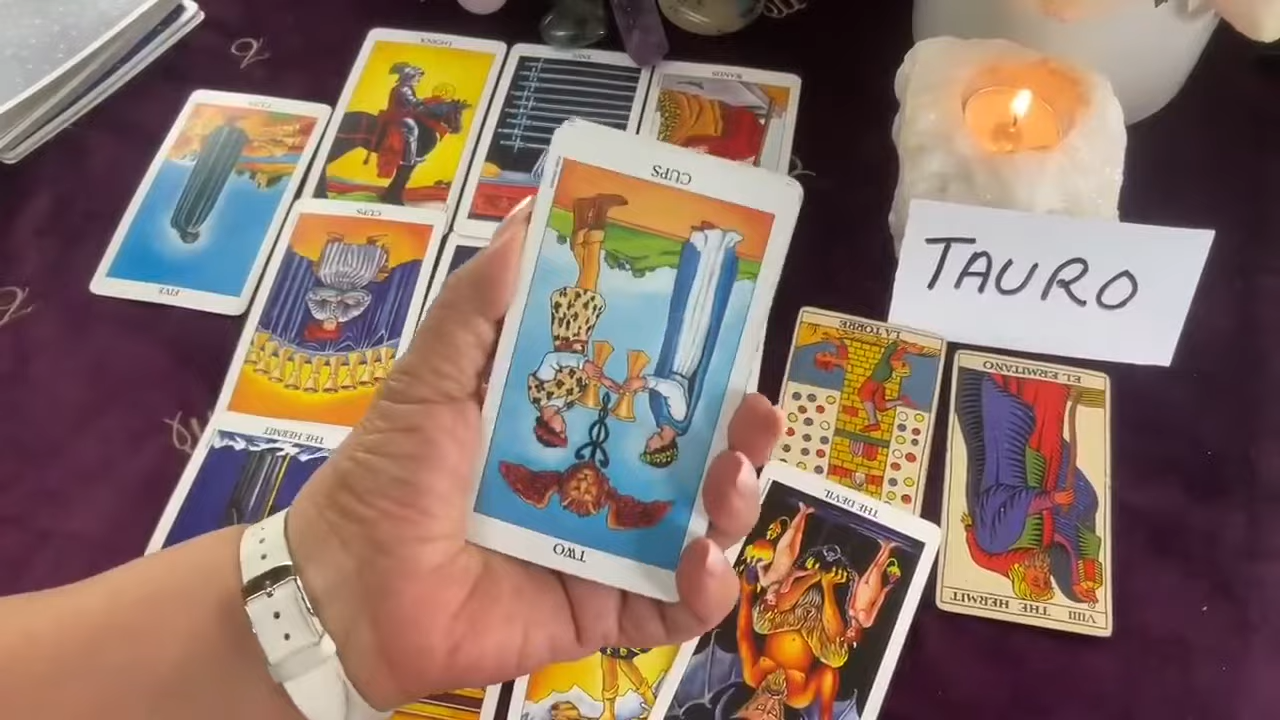 CUPS
FIVE
CUPS
THE HERMIT
WANDS
CUPS
TWO
TAURO
LA TORRE
EL ERMITAÑO
VIIII THE HERMIT
THE DEVIL